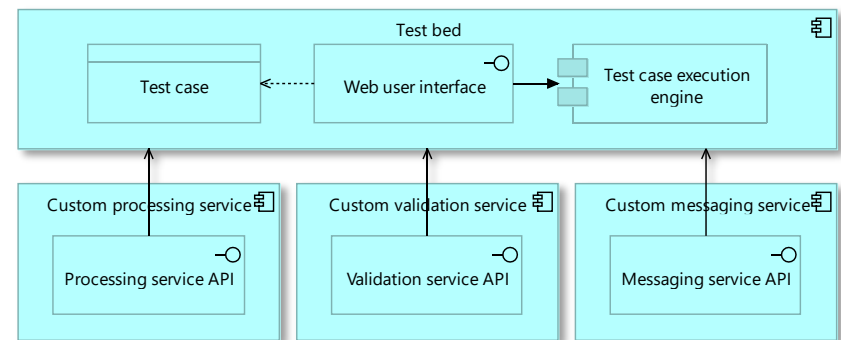 Test bed
Test case
Web user interface
Test case execution
engine
Custom processing service
Custom validation service
Custom messaging service
Processing service API
Validation service API
Messaging service API